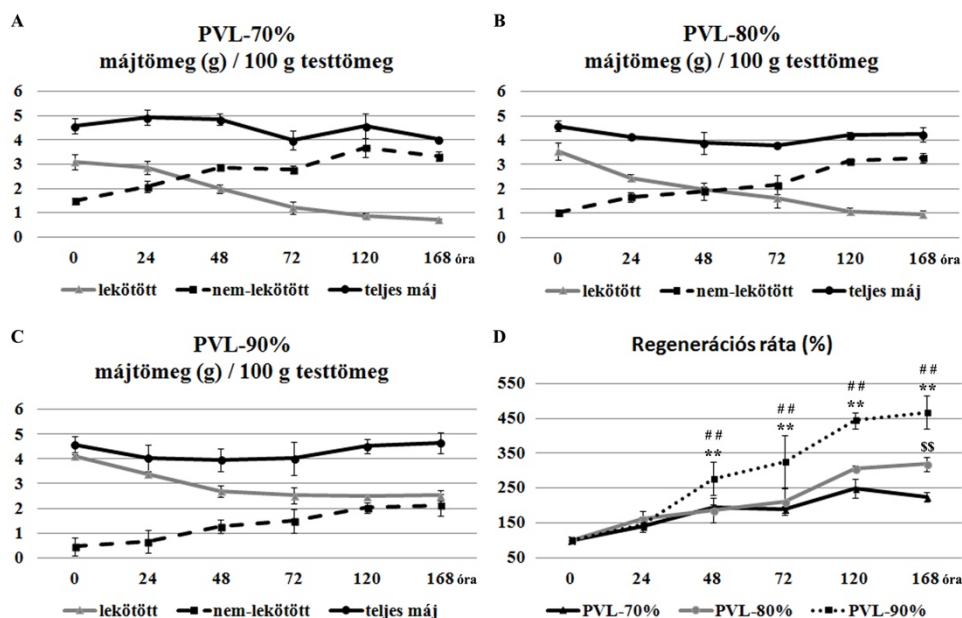 A
PVL-70%
májtömeg (g) / 100 g testtömeg
6
5
4
3
2
1
0
0 24 48 72 120 168 óra
lekötött nem-lekötött teljes máj
B
PVL-80%
májtömeg (g) / 100 g testtömeg
6
5
4
3
2
1
0
0 24 48 72 120 168 óra
lekötött nem-lekötött teljes máj
C
PVL-90%
májtömeg (g) / 100 g testtömeg
6
5
4
3
2
1
0
0 24 48 72 120 168 óra
lekötött nem-lekötött teljes máj
D
Regenerációs ráta (%)
550
450
350
250
150
50
##
**
##
**
##
**
##
**
$$
0 24 48 72 120 168 óra
PVL-70% PVL-80% PVL-90%